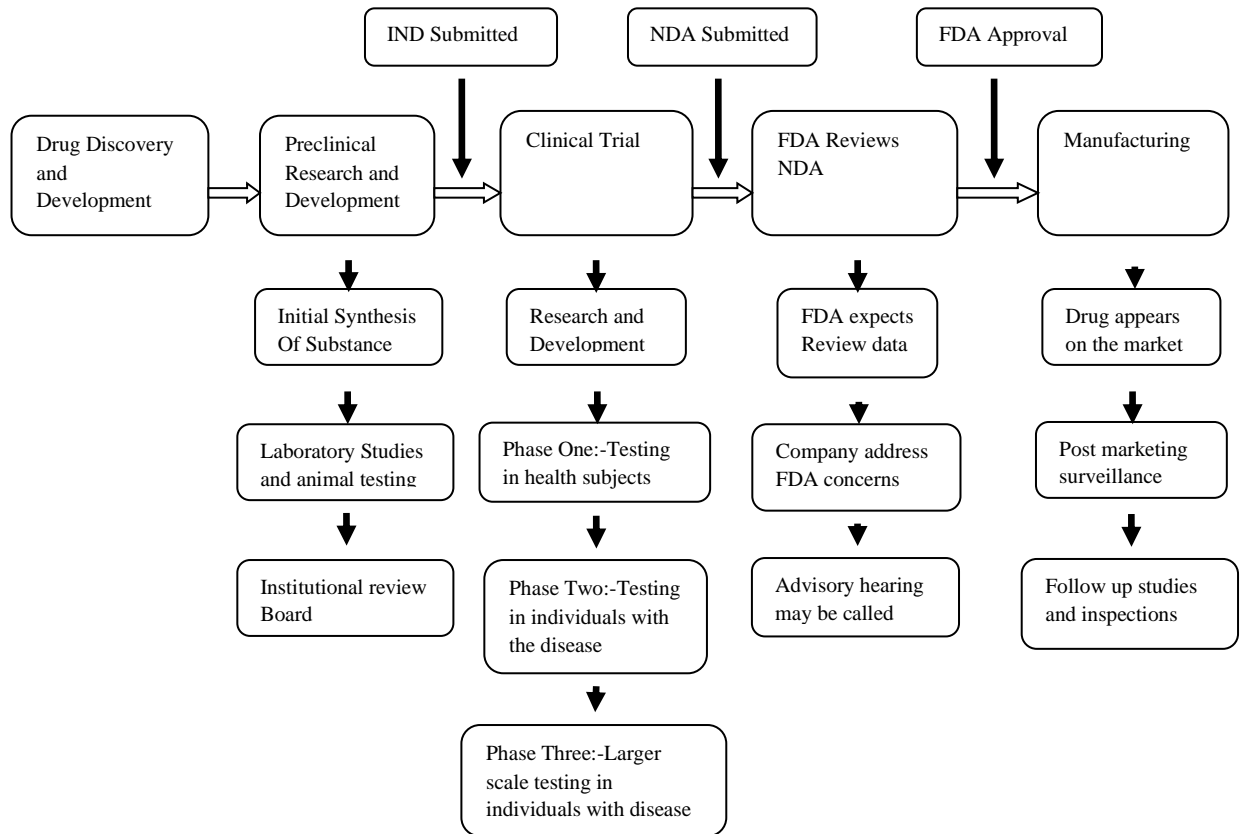 IND Submitted
NDA Submitted
FDA Approval
Drug Discovery
and
Development
Preclinical
Research and
Development
Clinical Trial
FDA Reviews
NDA
Manufacturing
Initial Synthesis
Of Substance
Research and
Development
FDA expects
Review data
Drug appears
on the market
Laboratory Studies
and animal testing
Phase One:-Testing
in health subjects
Company address
FDA concerns
Post marketing
surveillance
Institutional review
Board
Phase Two:-Testing
in individuals with
the disease
Advisory hearing
may be called
Follow up studies
and inspections
Phase Three:-Larger
scale testing in
individuals with disease